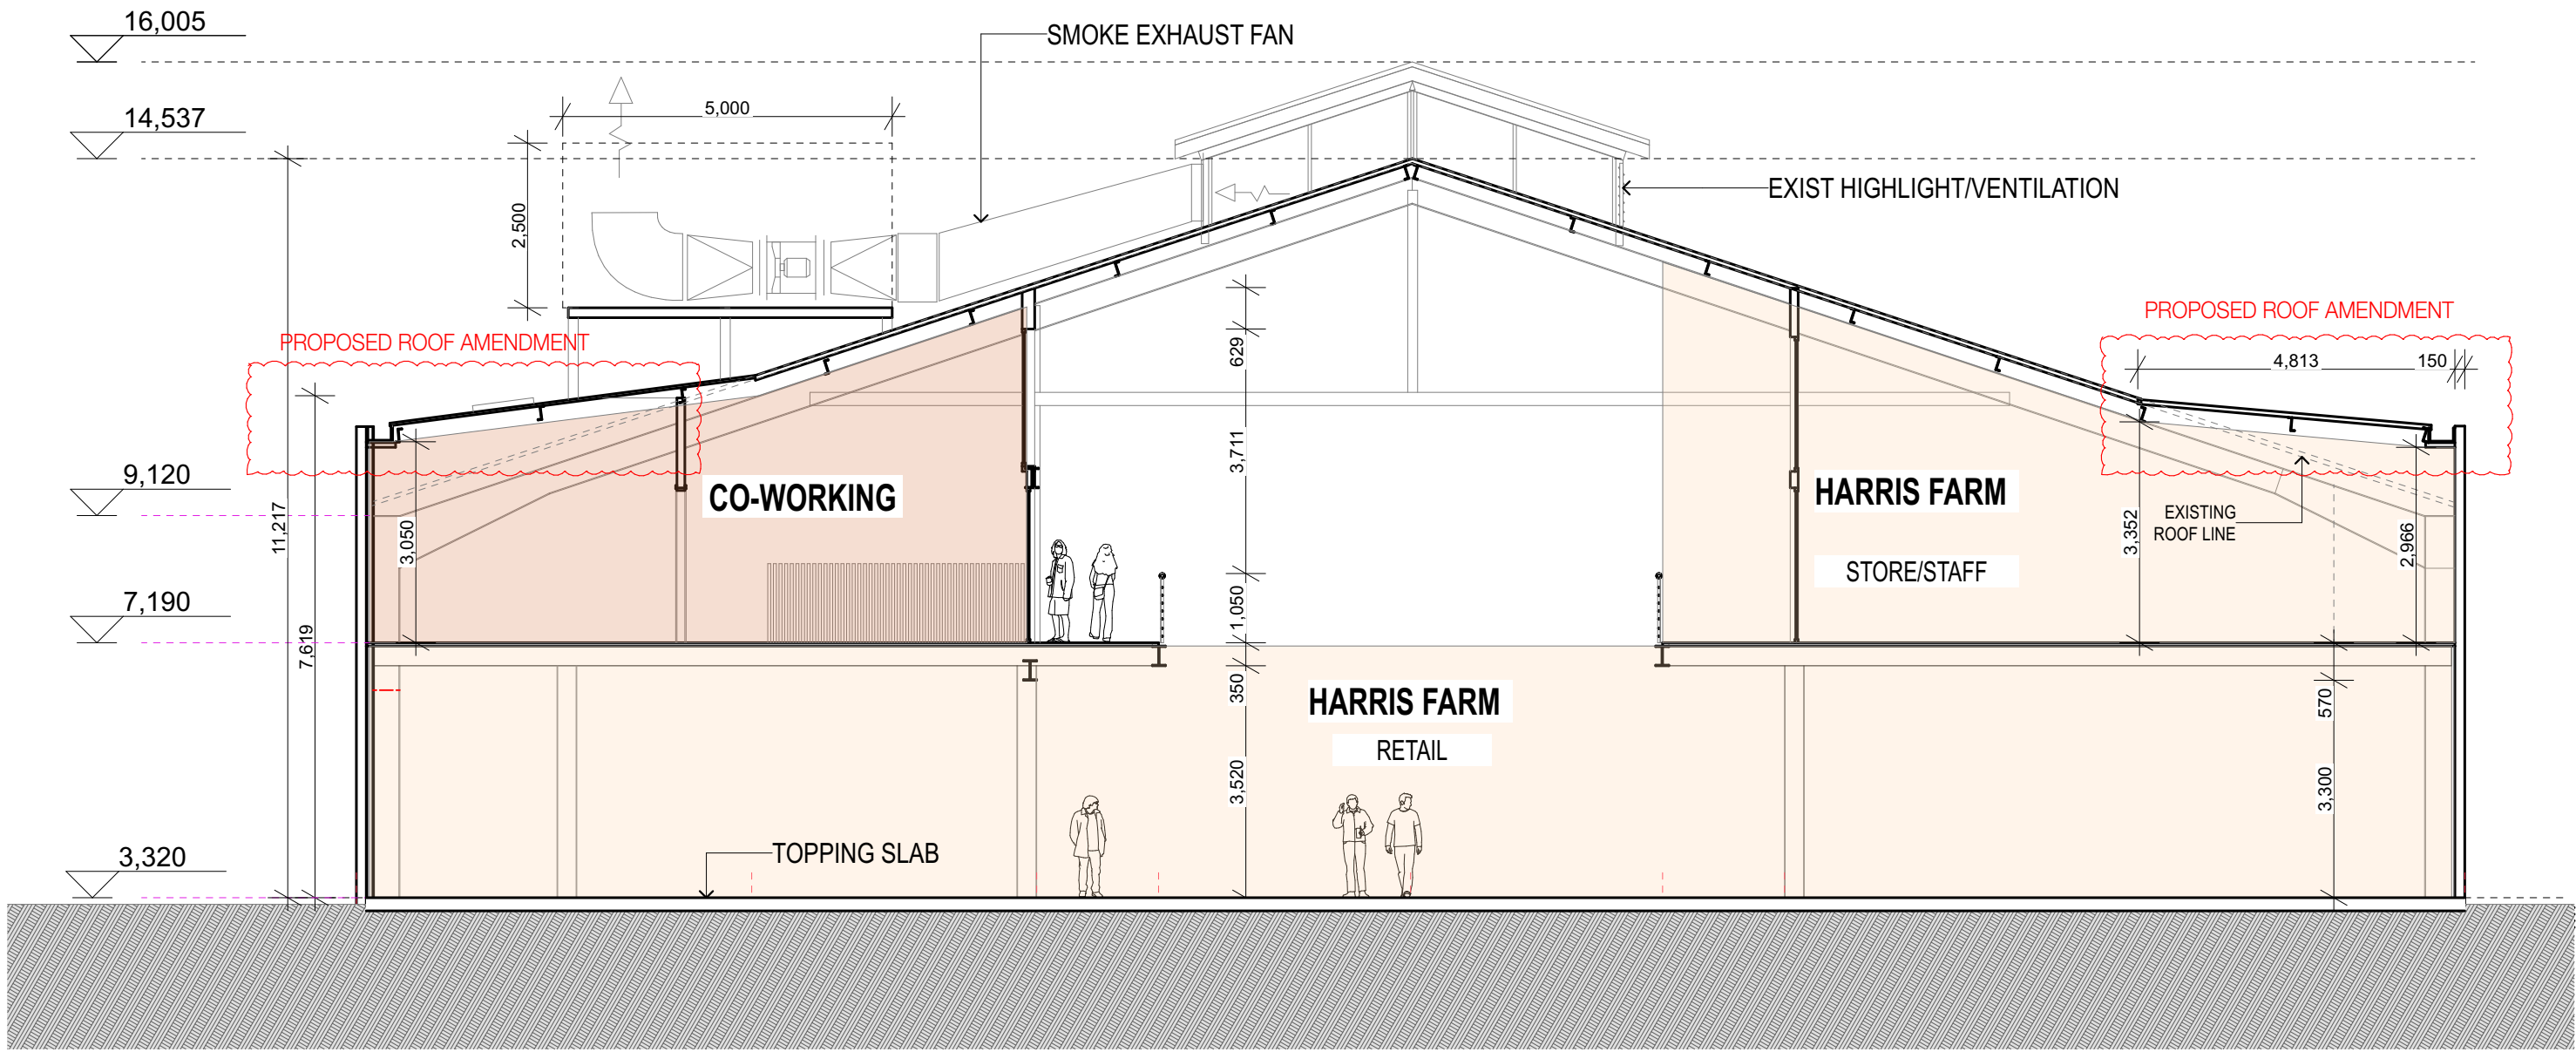 16,005
SMOKE EXHAUST FAN
14,537
5,000
2,500
EXIST HIGHLIGHT/VENTILATION
PROPOSED ROOF AMENDMENT
PROPOSED ROOF AMENDMENT
629
4,813
150
3,711
9,120
CO-WORKING
HARRIS FARM
STORE/STAFF
EXISTING
ROOF LINE
11,217
3,050
3,352
2,966
7,190
1,050
7,619
350
HARRIS FARM
RETAIL
570
3,520
3,300
3,320
TOPPING SLAB